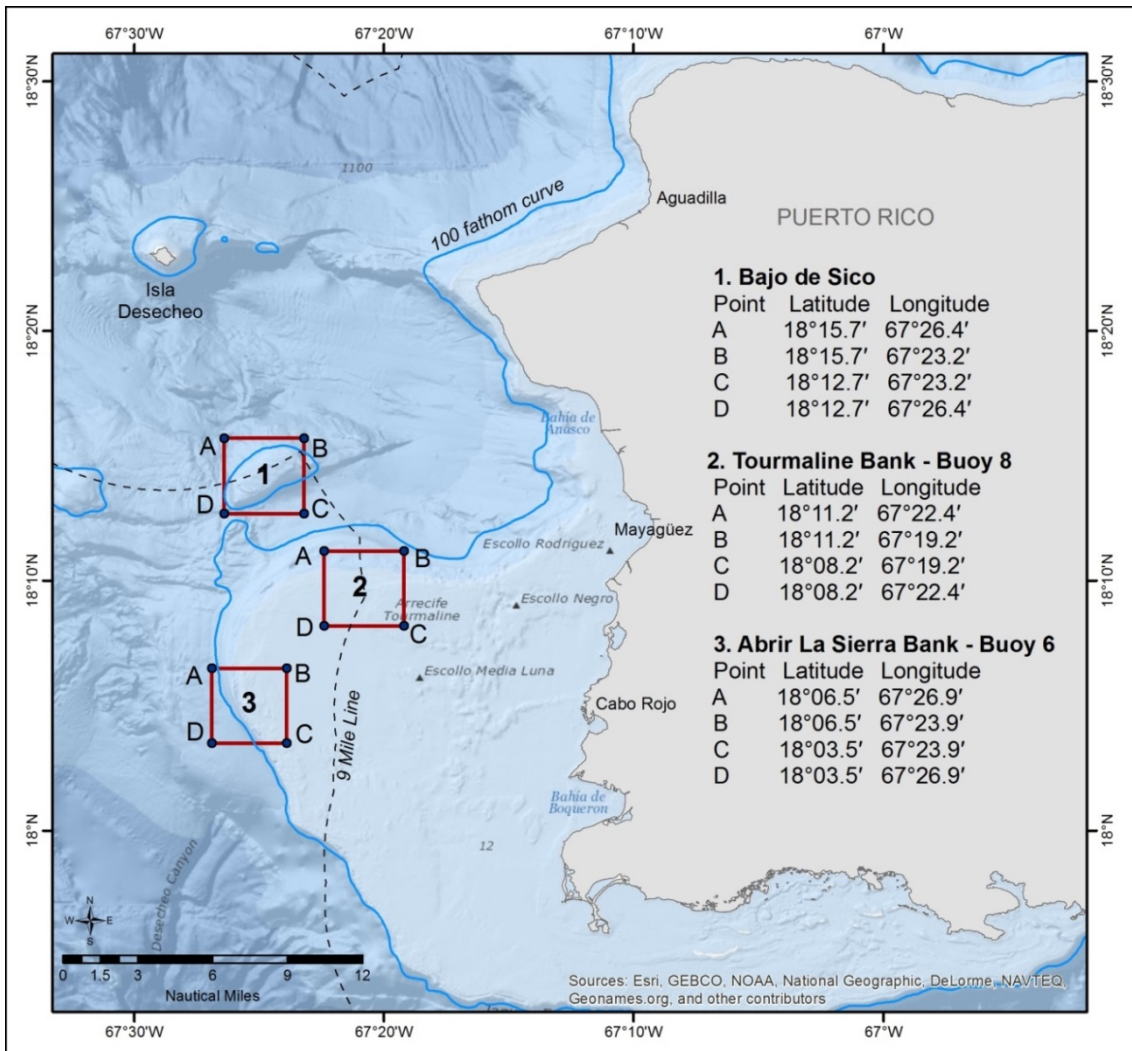 67°30'W 67°20'W 67°10'W 67°W
18°30'N 18°30'N
1100
Aguadilla
100 fathom curve
PUERTO RICO
Isla
Desecheo
18°20'N 18°20'N
1. Bajo de Sico
Point Latitude Longitude
A 18°15.7′ 67°26.4′
B 18°15.7′ 67°23.2′
C 18°12.7′ 67°23.2′
D 18°12.7′ 67°26.4′
Bahía de
Anasco
A B
1
D C
2. Tourmaline Bank - Buoy 8
Point Latitude Longitude
A 18°11.2′ 67°22.4′
B 18°11.2′ 67°19.2′
C 18°08.2′ 67°19.2′
D 18°08.2′ 67°22.4′
Mayagüez
Escollo Rodriguez
A B
2
D C
18°10'N 18°10'N
Escollo Negro
Arrecife
Tourmaline
Escollo Media Luna
3. Abrir La Sierra Bank - Buoy 6
Point Latitude Longitude
A 18°06.5′ 67°26.9′
B 18°06.5′ 67°23.9′
C 18°03.5′ 67°23.9′
D 18°03.5′ 67°26.9′
A B
3
D C
Cabo Rojo
9 Mile Line
Bahía de
Boqueron
18°N 18°N
12
Desecheo Canyon
N
W E
S
0 1.5 3 6 9 12
Nautical Miles
Sources: Esri, GEBCO, NOAA, National Geographic, DeLorme, NAVTEQ,
Geonames.org, and other contributors
67°30'W 67°20'W 67°10'W 67°W